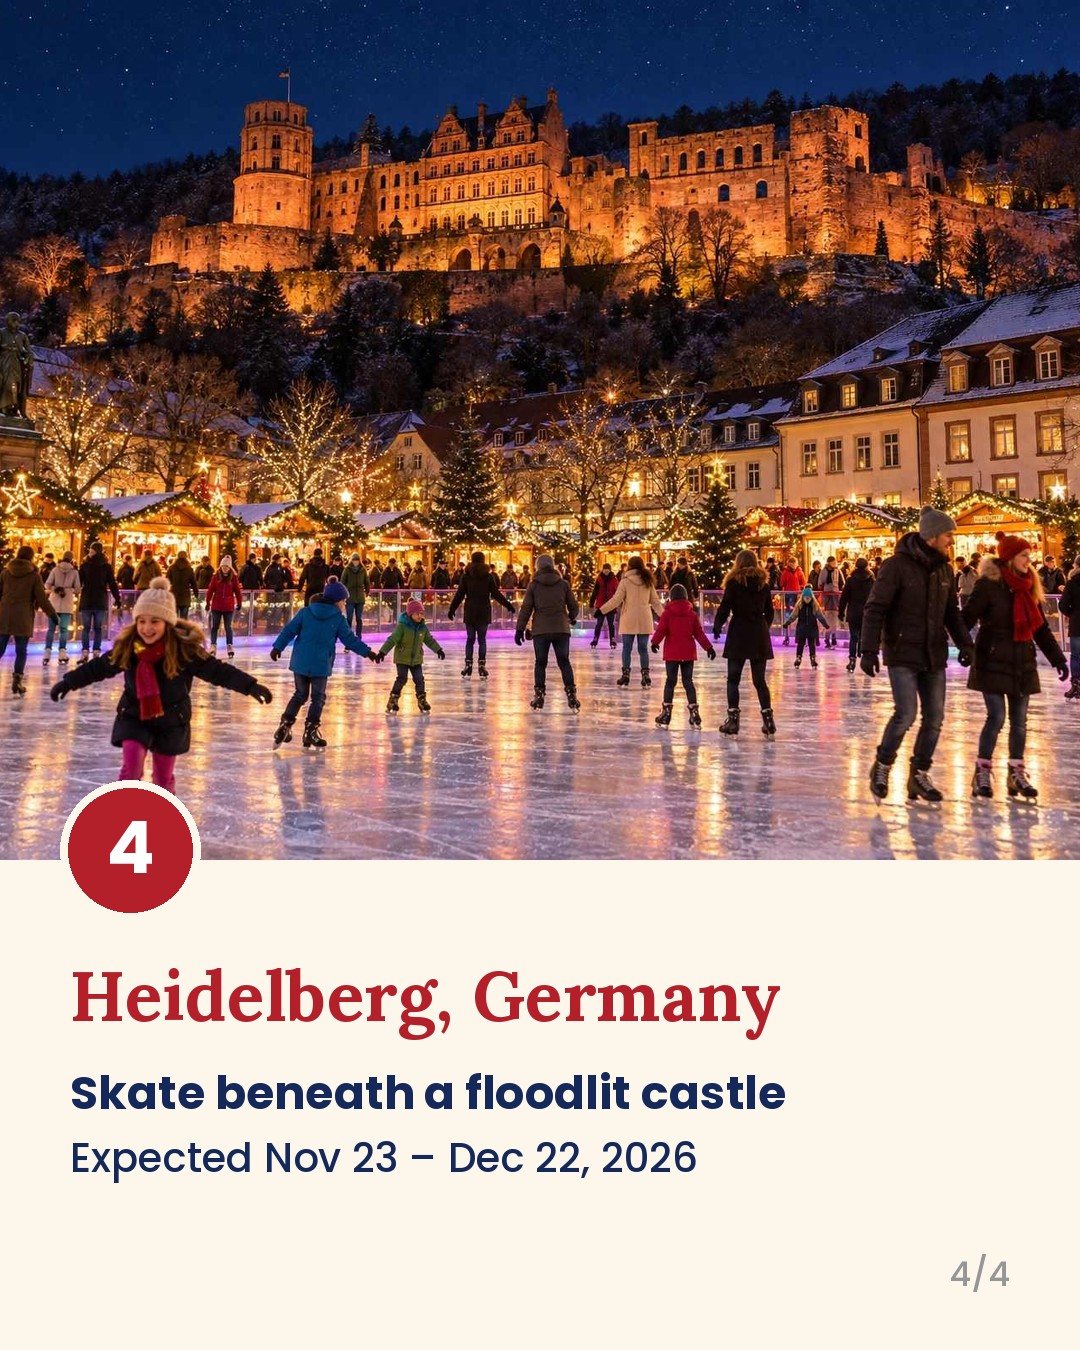 4
Heidelberg, Germany
Skate beneath a floodlit castle
Expected Nov 23 – Dec 22, 2026
4/4